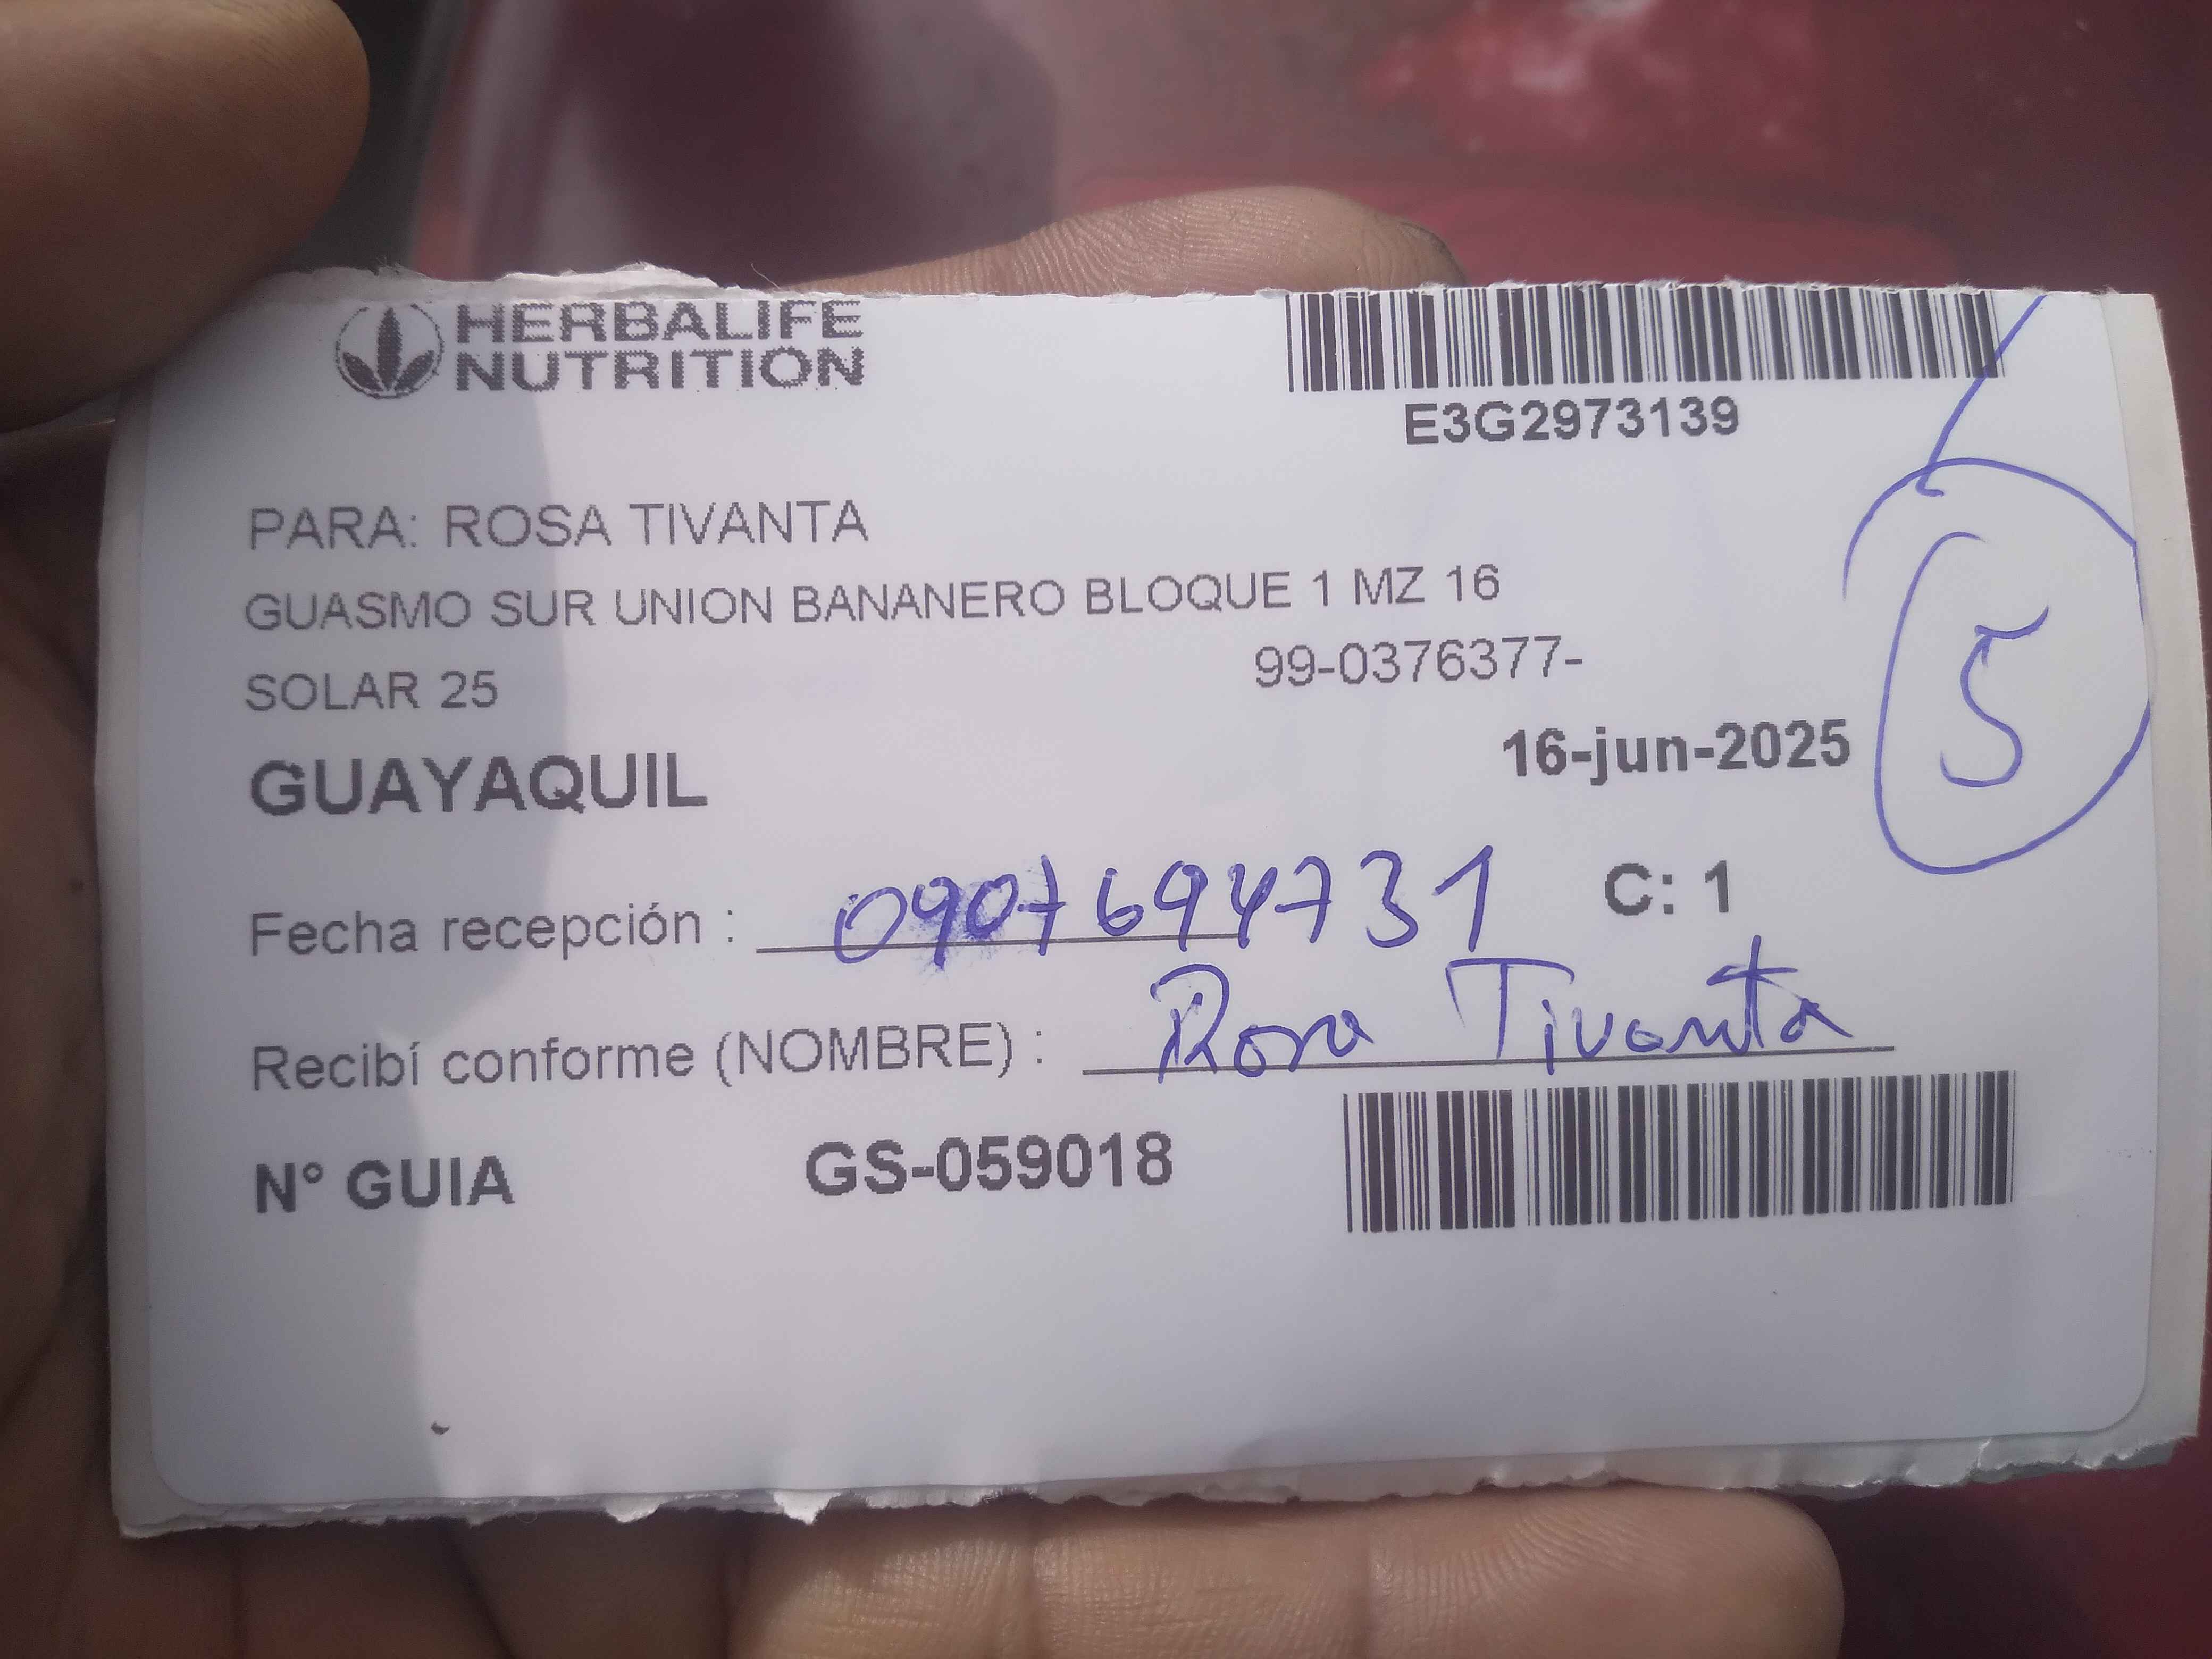 HERBALIFE
NUTRITION
E3G2973139
PARA: ROSA TIVANTA
GUASMO SUR UNION BANANERO BLOQUE 1 MZ 16
SOLAR 25
99-0376377-
GUAYAQUIL
16-jun-2025
5
Fecha recepción : 0907694731
C: 1
Recibí conforme (NOMBRE) : Rosa Tivanta
N° GUIA GS-059018